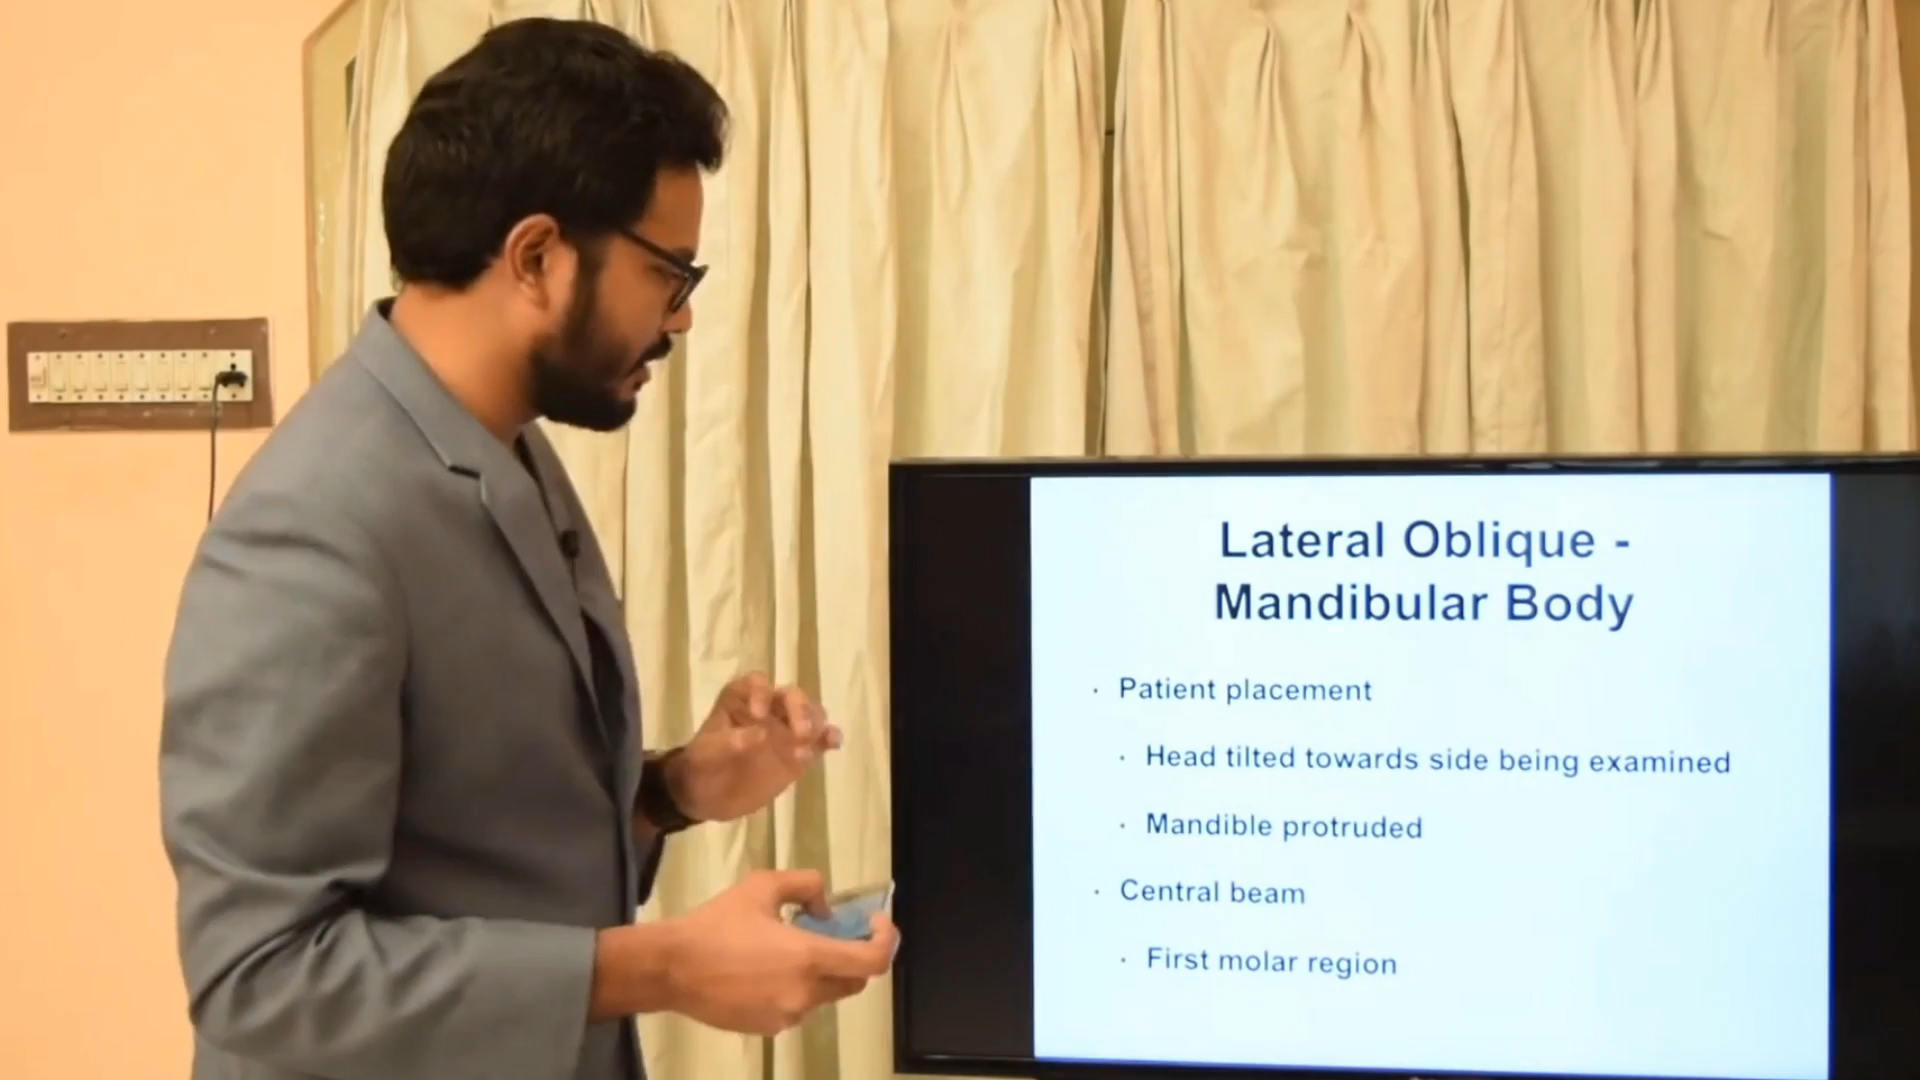 Lateral Oblique -
Mandibular Body
· Patient placement
· Head tilted towards side being examined
· Mandible protruded
· Central beam
· First molar region